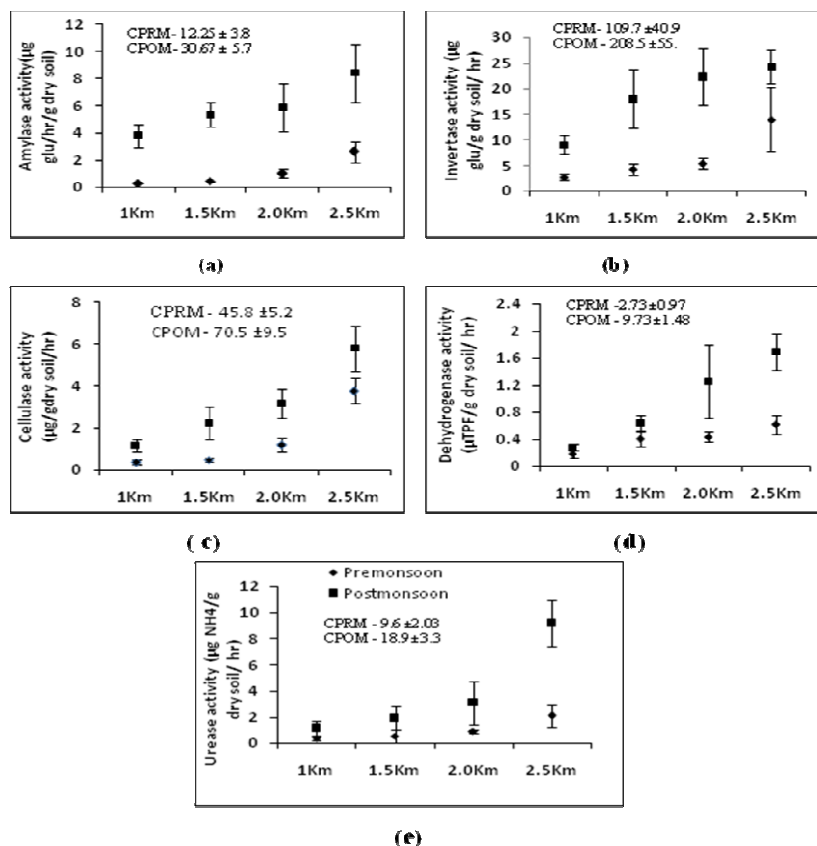 CPRM - 12.25 ± 3.8
CPOM - 30.67 ± 5.7
Amylase activity(µg
glu/hr/g dry soil)
12
10
8
6
4
2
0
1Km 1.5Km 2.0Km 2.5Km
(a)
CPRM - 109.7 ±40.9
CPOM - 208.5 ±55.
Invertase activity (µg
glu/g dry soil/ hr)
30
25
20
15
10
5
0
1Km 1.5Km 2.0Km 2.5Km
(b)
CPRM - 45.8 ±5.2
CPOM - 70.5 ±9.5
Cellulase activity
(µg/gdry soil/hr)
8
6
4
2
0
1Km 1.5Km 2.0Km 2.5Km
( c)
CPRM -2.73±0.97
CPOM - 9.73±1.48
Dehydrogenase activity
(µTPF/g dry soil/ hr)
2.4
2
1.6
1.2
0.8
0.4
0
1Km 1.5Km 2.0Km 2.5Km
(d)
Premonsoon
Postmonsoon
CPRM - 9.6 ±2.03
CPOM - 18.9 ±3.3
Urease activity (µg NH4/g
dry soil/ hr)
12
10
8
6
4
2
0
1Km 1.5Km 2.0Km 2.5Km
(e)